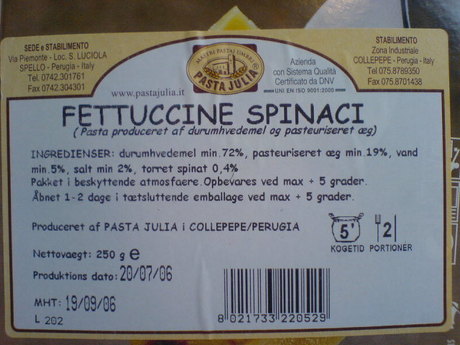 SEDE e STABILIMENTO
Via Piemonte - Loc. S. LUCIOLA
SPELLO - Perugia - Italy
Tel. 0742.301761
Fax 0742.304301
MASTRI PASTAI UMBRI
PASTA JULIA
www.pastajulia.it
Azienda
con Sistema Qualità
Certificato da DNV
UNI EN ISO 9001:2000
STABILIMENTO
Zona Industriale
COLLEPEPE - Perugia - Italy
Tel 075.8789350
Fax 075.8701438
FETTUCCINE SPINACI
(Pasta produceret af durumhvedemel og pasteuriseret æg)
INGREDIENSER: durumhvedemel min.72%, pasteuriseret æg min.19%, vand
min.5%, salt min 2%, torret spinat 0,4%
Pakket i beskyttende atmosfaere.Opbevares ved max + 5 grader.
Åbnet 1-2 dage i tætsluttende emballage ved max + 5 grader.
Produceret af PASTA JULIA i COLLEPEPE/PERUGIA
Nettovaegt: 250 g e
Produktions dato: 20/07/06
MHT: 19/09/06
L 202
5'
KOGETID
2
PORTIONER
8 021733 220529